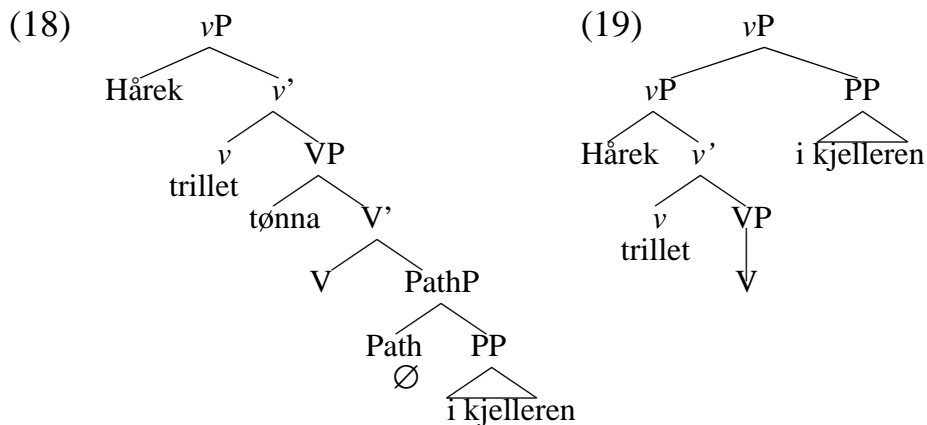 (18) vP
Hårek v’
v VP
trillet
tønna V’
V PathP
Path PP
∅ i kjelleren
(19) vP
vP PP
Hårek v’ i kjelleren
v VP
trillet
V